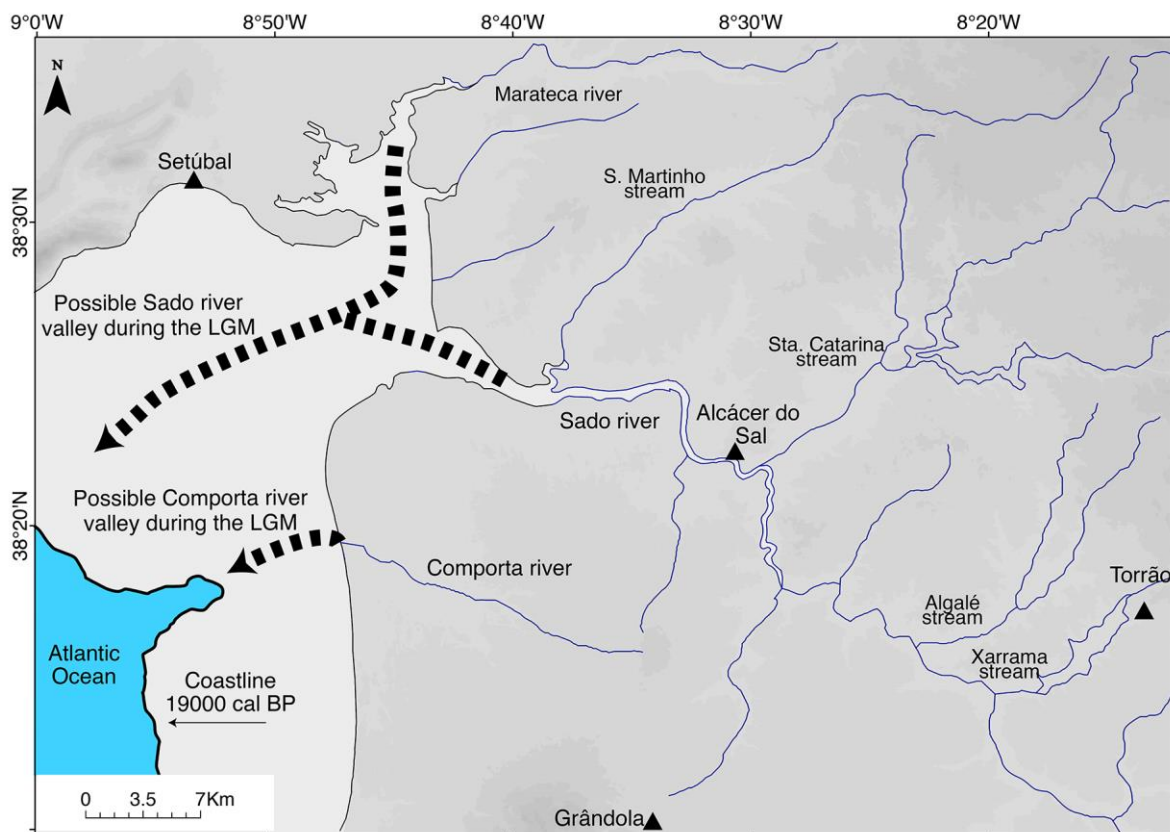 9°0'W
8°50'W
8°40'W
8°30'W
8°20'W
N
Marateca river
Setúbal
S. Martinho
stream
38°30'N
Possible Sado river
valley during the LGM
Sta. Catarina
stream
Sado river
Alcácer do
Sal
Possible Comporta river
valley during the LGM
38°20'N
Comporta river
Torrão
Algalé
stream
Atlantic
Ocean
Xarrama
stream
Coastline
19000 cal BP
0 3.5 7Km
Grândola